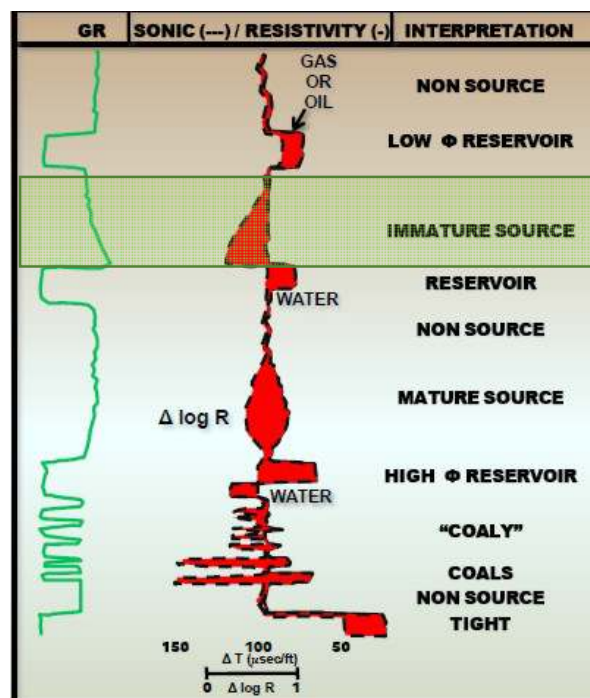 GR SONIC (---) / RESISTIVITY (-) INTERPRETATION
GAS
OR
OIL
NON SOURCE
LOW Φ RESERVOIR
IMMATURE SOURCE
RESERVOIR
WATER
NON SOURCE
MATURE SOURCE
Δ log R
HIGH Φ RESERVOIR
WATER
“COALY”
COALS
NON SOURCE
TIGHT
150 100 50
Δ T (µsec/ft)
0 Δ log R 1